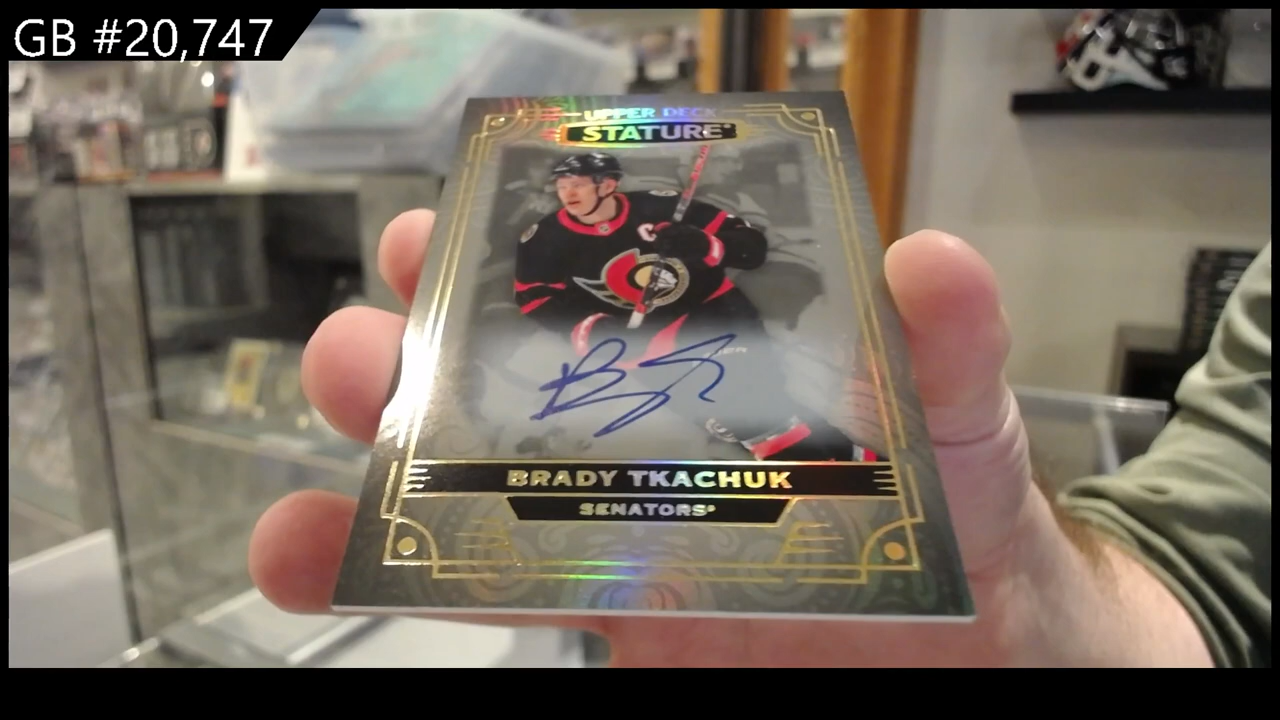 GB #20,747
UPPER DECK
STATURE
C
BRADY TKACHUK
SENATORS®